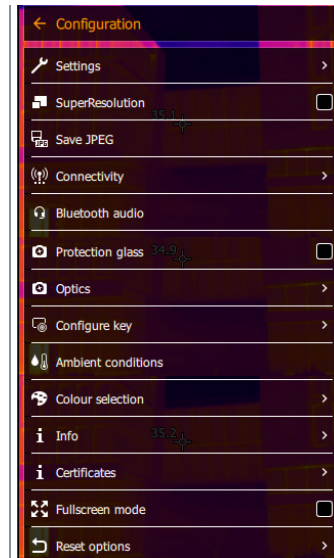 Configuration
Settings
SuperResolution
35.1
Save JPEG
Connectivity
Bluetooth audio
Protection glass 34.9
Optics
Configure key
Ambient conditions
Colour selection
Info 35.2
Certificates
Fullscreen mode
Reset options